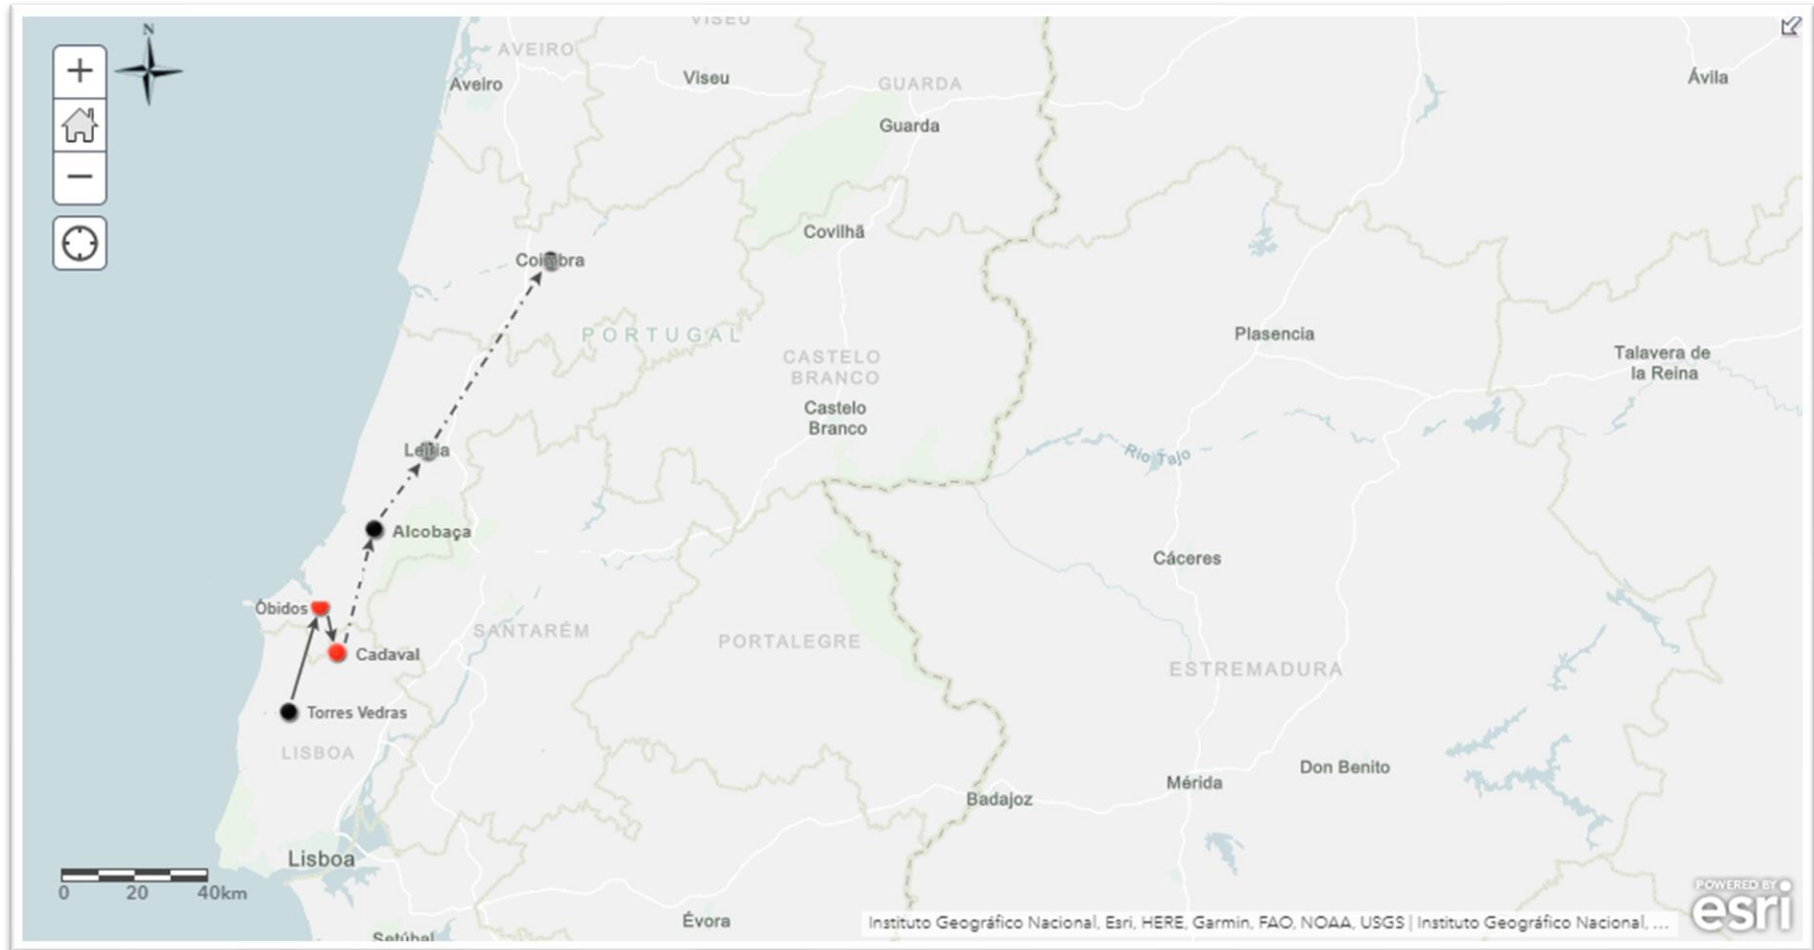 VISEU
N
AVEIRO
Aveiro
Viseu
GUARDA
Guarda
Ávila
Covilhã
Coimbra
PORTUGAL
Plasencia
CASTELO
BRANCO
Talavera de
la Reina
Castelo
Branco
Leiria
Río Tajo
Alcobaça
Cáceres
Óbidos
SANTARÉM
PORTALEGRE
Cadaval
ESTREMADURA
Torres Vedras
LISBOA
Don Benito
Mérida
Badajoz
Lisboa
0 20 40km
Évora
Setúbal
Instituto Geográfico Nacional, Esri, HERE, Garmin, FAO, NOAA, USGS | Instituto Geográfico Nacional, ...
POWERED BY
esri